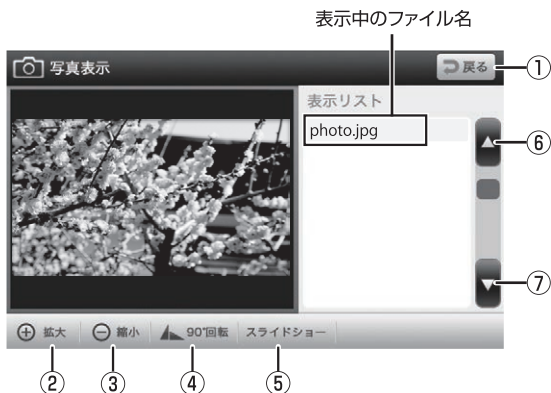 表示中のファイル名
写真表示
戻る
①
表示リスト
photo.jpg
⑥
⑦
拡大
縮小
90°回転
スライドショー
②
③
④
⑤